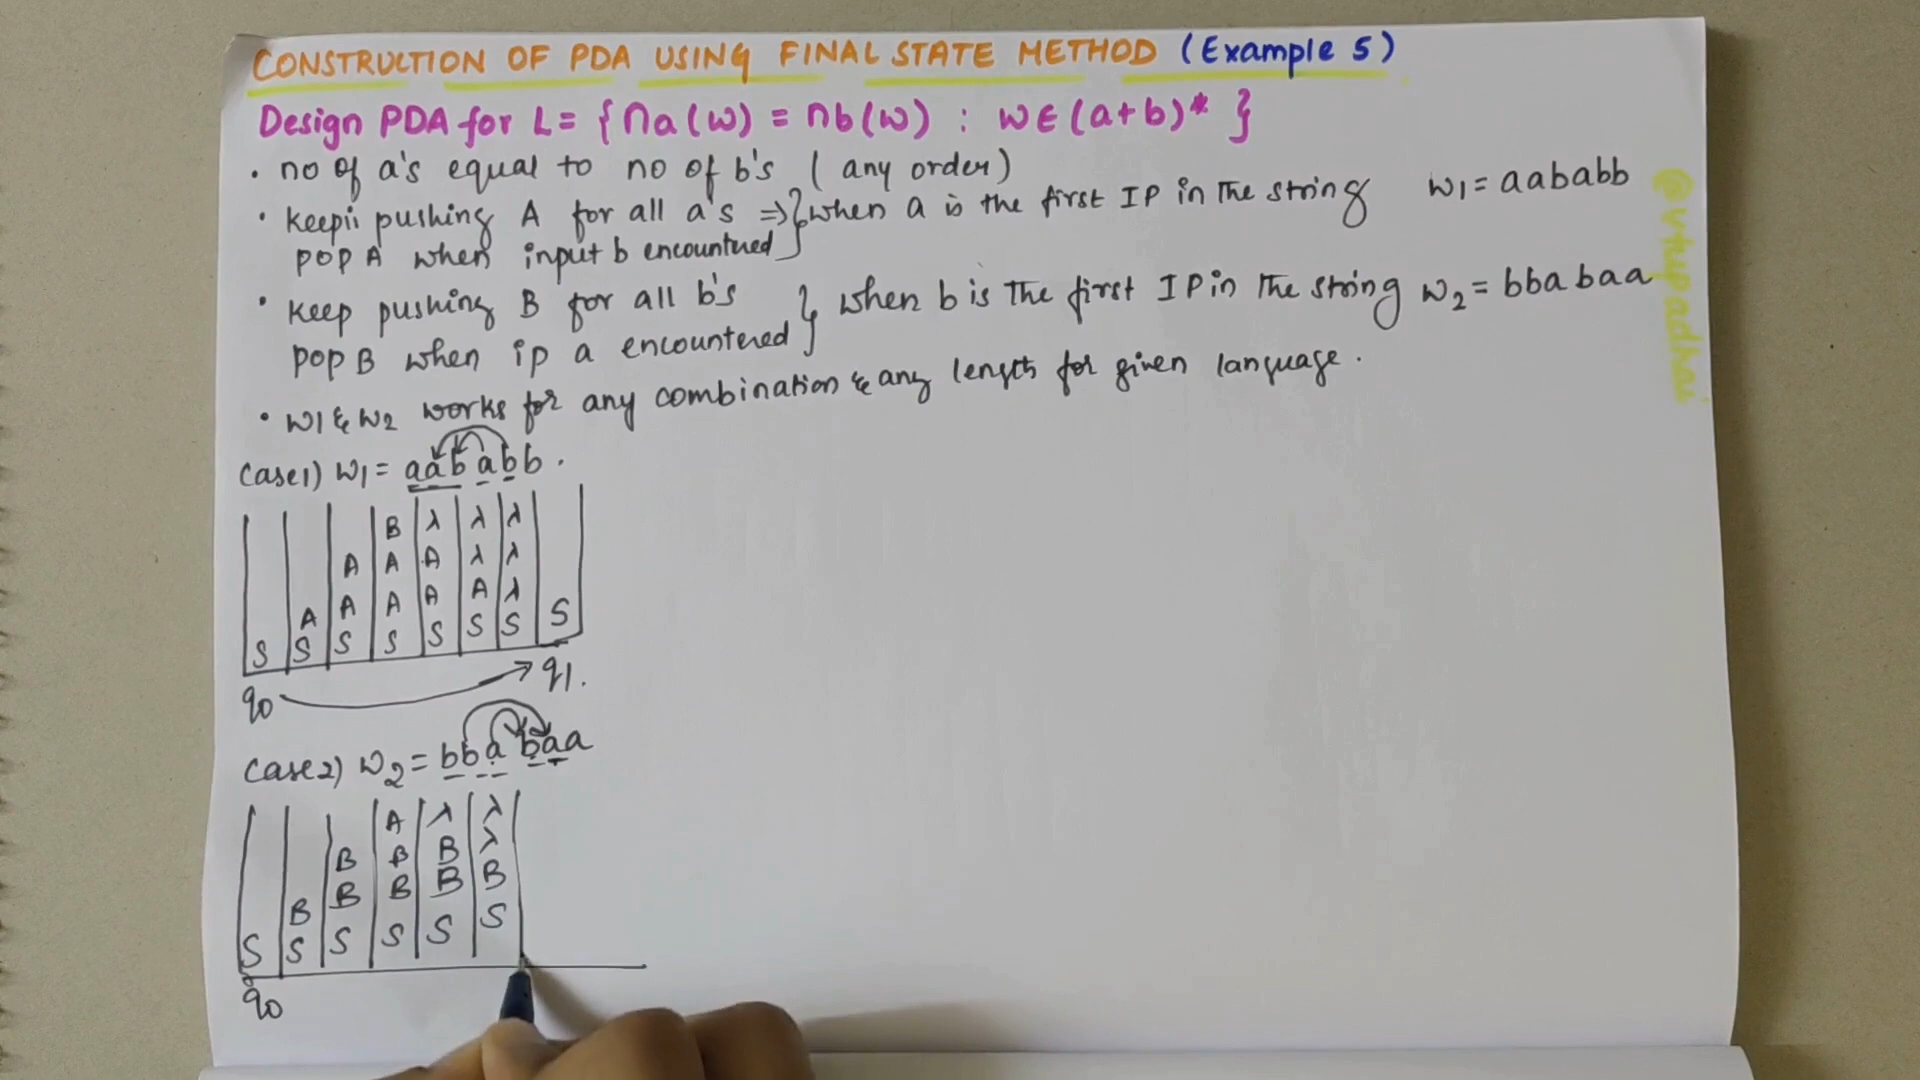 CONSTRUCTION OF PDA USING FINAL STATE METHOD (Example 5)
Design PDA for L = { na(w) = nb(w) : w ∈ (a+b)* }
• no of a's equal to no of b's ( any order)
• keepii pushing A for all a's ⇒ } when a is the first IP in the string w1 = aababb
pop A when input b encountered }
• keep pushing B for all b's } when b is the first IP in the string w2 = bbabaa
pop B when ip a encountered }
• w1 & w2 works for any combination & any length for given language.
@vtupadhai
Case1) w1 = aababb.
B λ λ λ
A A A λ λ
A A A A A λ
S S S S S S S S
q0 → q1.
Case2) w2 = bbabaa
A λ λ
B B B λ
B B B B B
S S S S S S
q0